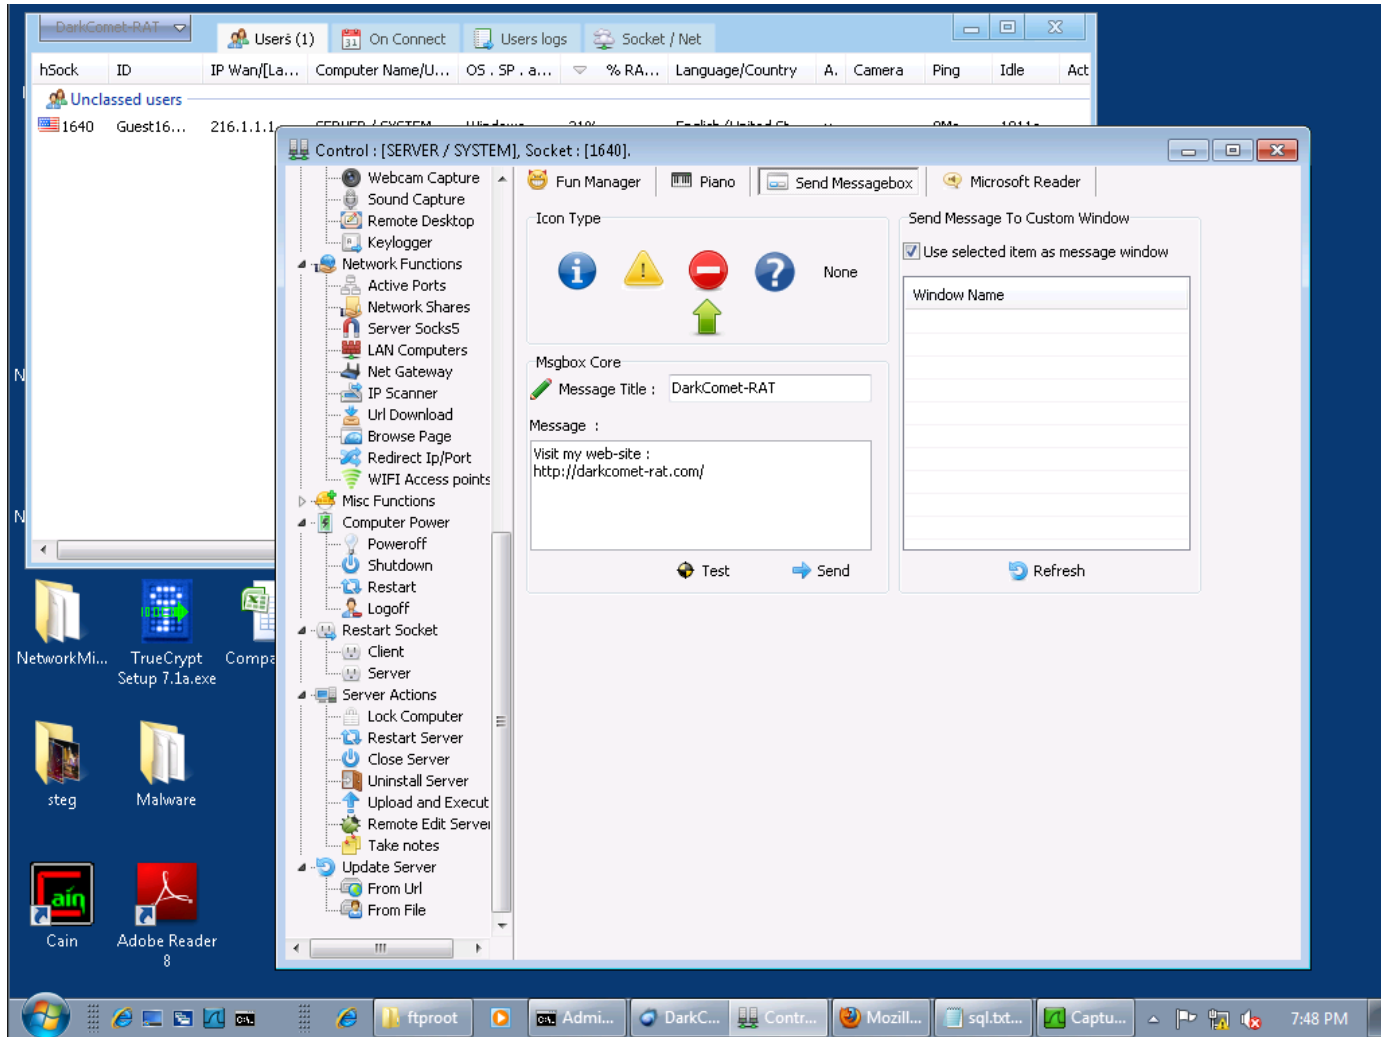 DarkComet-RAT
Users (1)
On Connect
Users logs
Socket / Net
hSock ID IP Wan/[La... Computer Name/U... OS . SP . a... % RA... Language/Country A. Camera Ping Idle Act
Unclassed users
1640 Guest16... 216.1.1.1 SERVER / SYSTEM
Control : [SERVER / SYSTEM], Socket : [1640].
Webcam Capture
Sound Capture
Remote Desktop
Keylogger
Network Functions
Active Ports
Network Shares
Server Socks5
LAN Computers
Net Gateway
IP Scanner
Url Download
Browse Page
Redirect Ip/Port
WIFI Access points
Misc Functions
Computer Power
Poweroff
Shutdown
Restart
Logoff
Restart Socket
Client
Server
Server Actions
Lock Computer
Restart Server
Close Server
Uninstall Server
Upload and Execut
Remote Edit Server
Take notes
Update Server
From Url
From File
Fun Manager
Piano
Send Messagebox
Microsoft Reader
Icon Type
None
Msgbox Core
Message Title : DarkComet-RAT
Message :
Visit my web-site :
http://darkcomet-rat.com/
Test
Send
Send Message To Custom Window
Use selected item as message window
Window Name
Refresh
N
N
NetworkMi...
TrueCrypt
Setup 7.1a.exe
Compa
steg
Malware
Cain
Adobe Reader
8
ftproot
Admi...
DarkC...
Contr...
Mozill...
sql.txt...
Captu...
7:48 PM